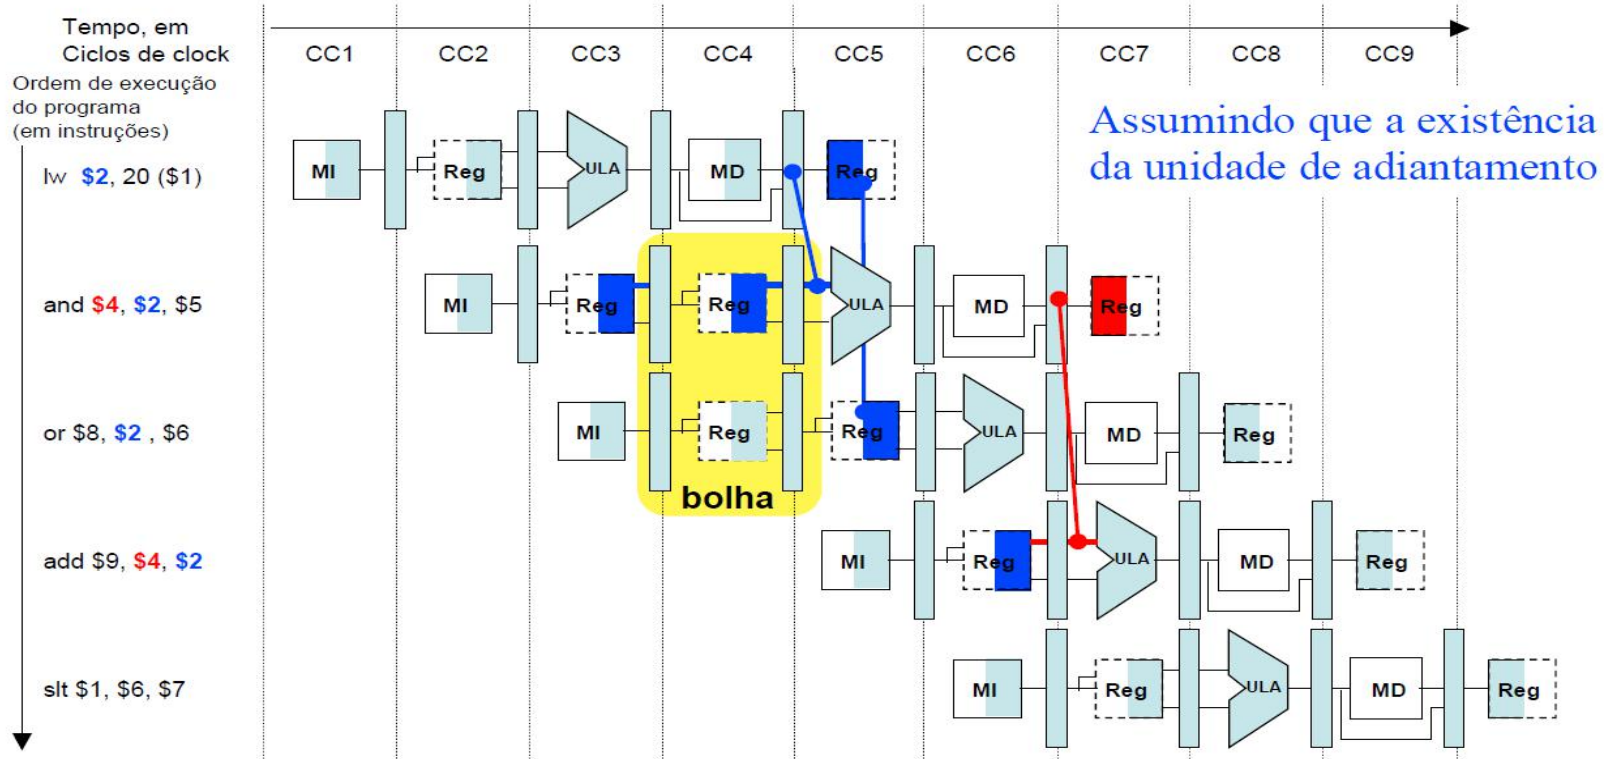 Tempo, em
Ciclos de clock
CC1 CC2 CC3 CC4 CC5 CC6 CC7 CC8 CC9
Ordem de execução
do programa
(em instruções)
Assumindo que a existência
da unidade de adiantamento
lw $2, 20 ($1)
MI Reg ULA MD Reg
and $4, $2, $5
MI Reg Reg ULA MD Reg
or $8, $2 , $6
MI Reg Reg ULA MD Reg
bolha
add $9, $4, $2
MI Reg ULA MD Reg
slt $1, $6, $7
MI Reg ULA MD Reg